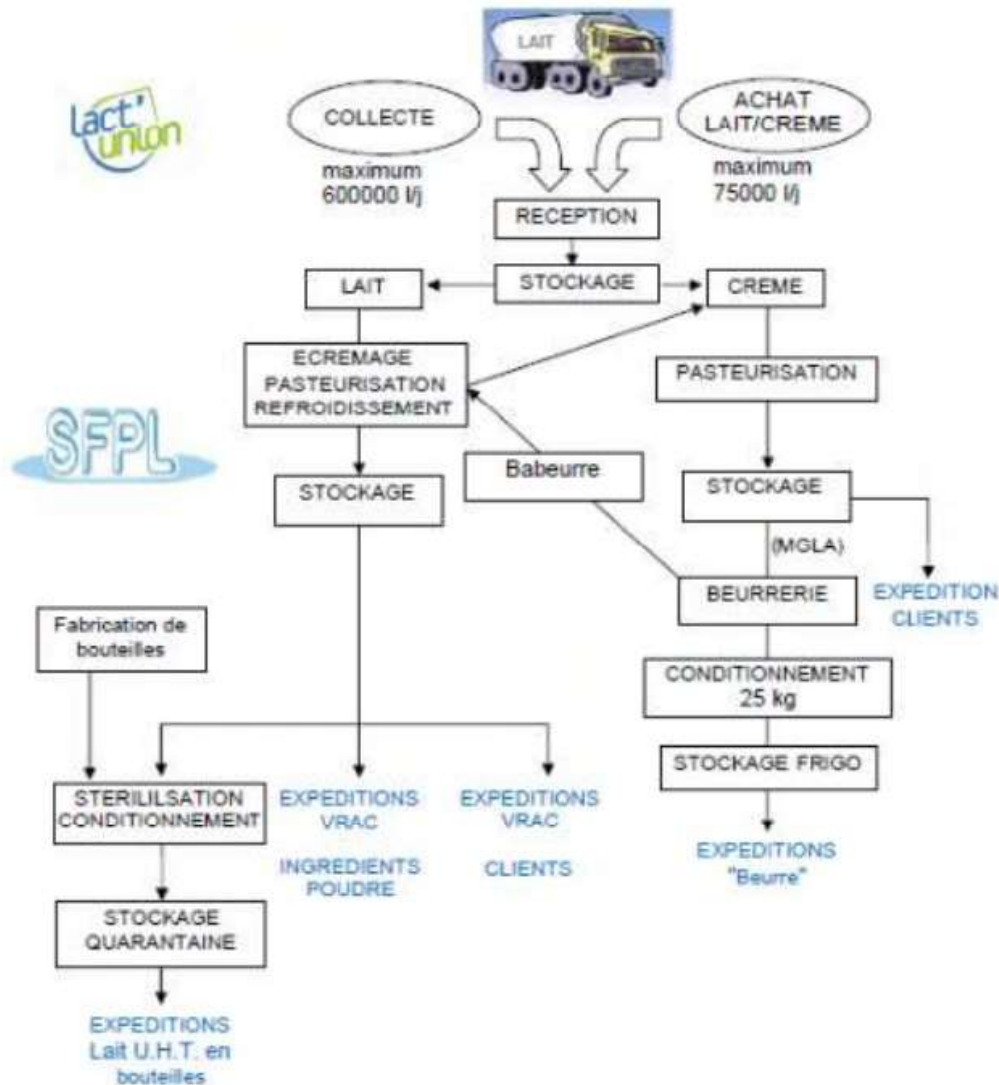 LAIT
lact'
union
COLLECTE
maximum
600000 l/j
ACHAT
LAIT/CREME
maximum
75000 l/j
RECEPTION
STOCKAGE
LAIT
CREME
ECREMAGE
PASTEURISATION
REFROIDISSEMENT
PASTEURISATION
SFPL
Babeurre
STOCKAGE
STOCKAGE
(MGLA)
BEURRERIE
EXPEDITION
CLIENTS
Fabrication de
bouteilles
CONDITIONNEMENT
25 kg
STOCKAGE FRIGO
STERILILSATION
CONDITIONNEMENT
EXPEDITIONS
VRAC
INGREDIENTS
POUDRE
EXPEDITIONS
VRAC
CLIENTS
EXPEDITIONS
"Beurre"
STOCKAGE
QUARANTAINE
EXPEDITIONS
Lait U.H.T. en
bouteilles